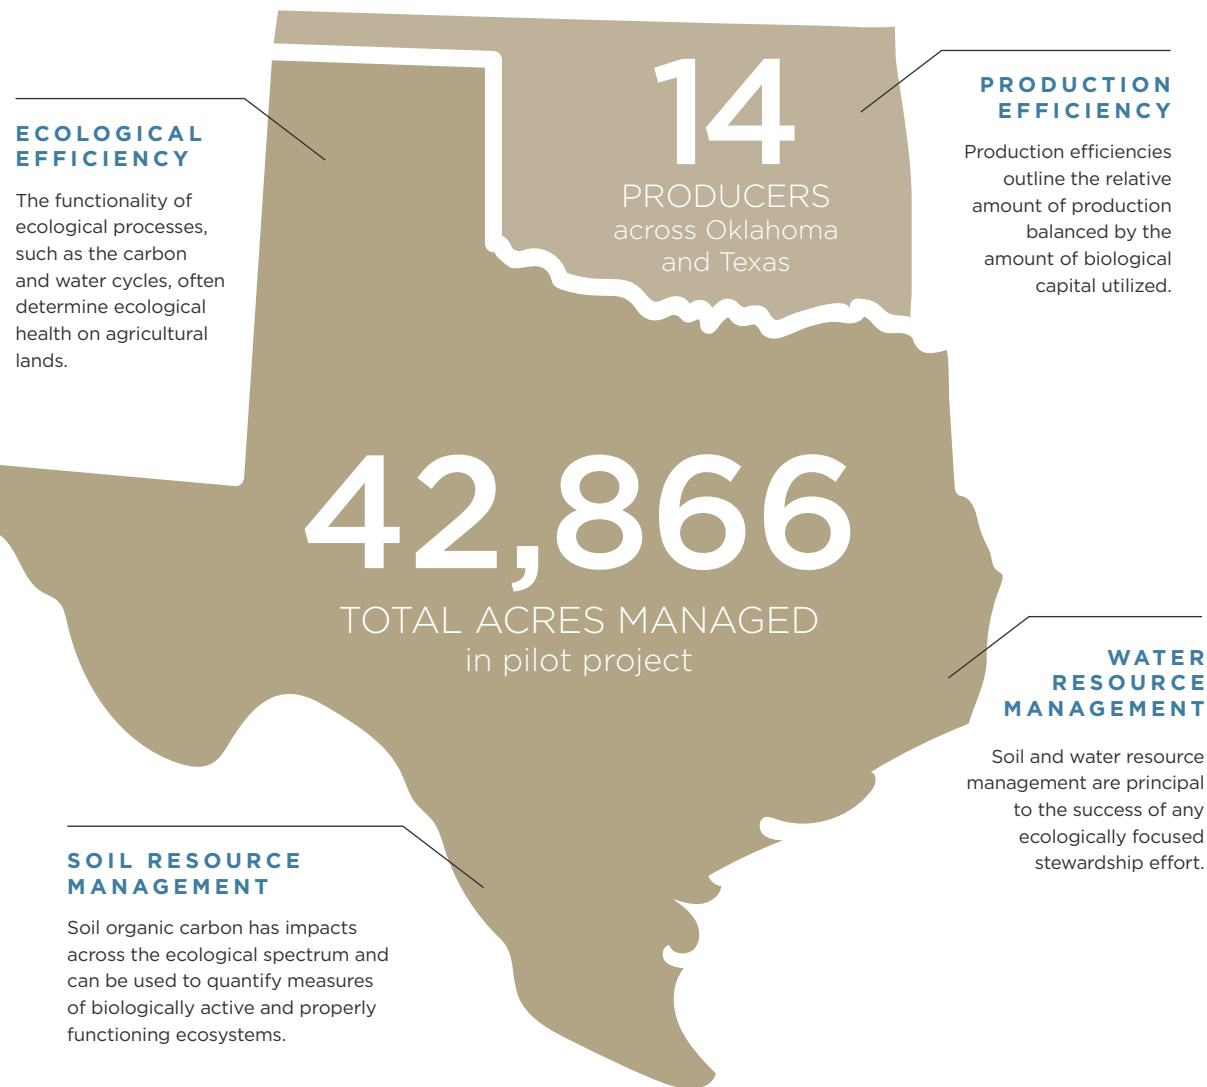 14
PRODUCERS
across Oklahoma
and Texas
PRODUCTION
EFFICIENCY
Production efficiencies
outline the relative
amount of production
balanced by the
amount of biological
capital utilized.
ECOLOGICAL
EFFICIENCY
The functionality of
ecological processes,
such as the carbon
and water cycles, often
determine ecological
health on agricultural
lands.
42,866
TOTAL ACRES MANAGED
in pilot project
WATER
RESOURCE
MANAGEMENT
Soil and water resource
management are principal
to the success of any
ecologically focused
stewardship effort.
SOIL RESOURCE
MANAGEMENT
Soil organic carbon has impacts
across the ecological spectrum and
can be used to quantify measures
of biologically active and properly
functioning ecosystems.